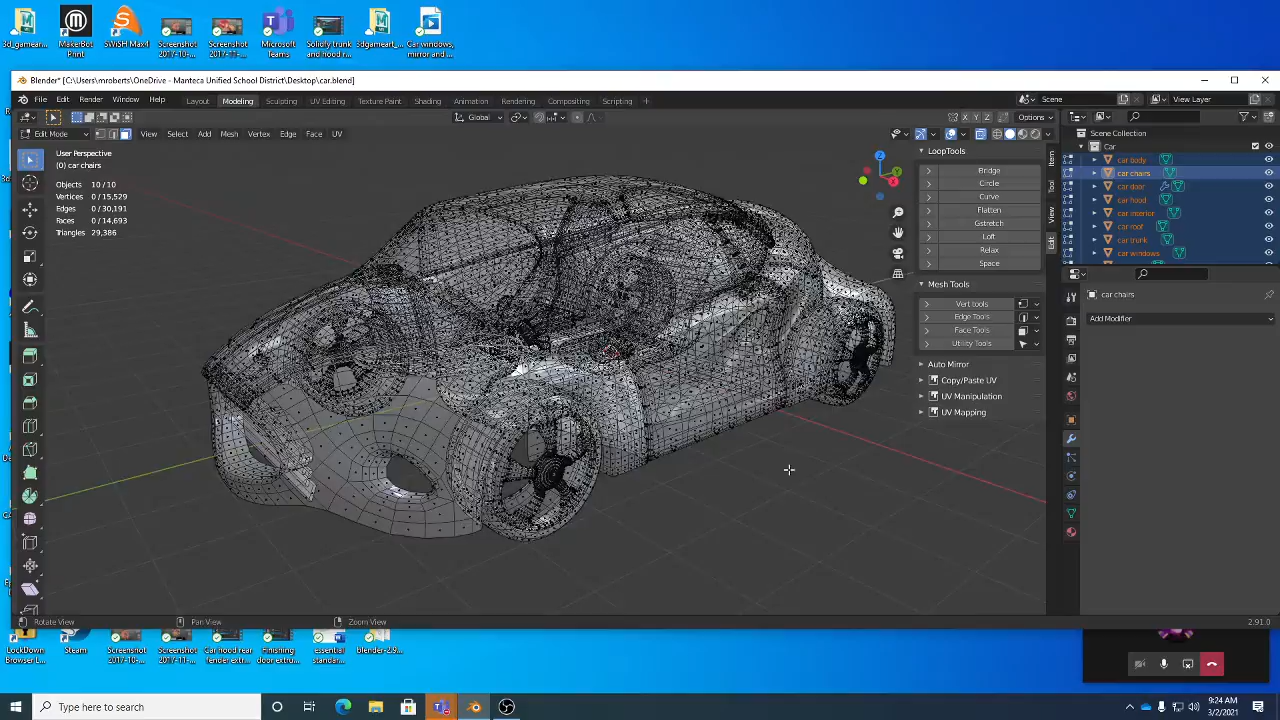 3d_gamear...
MakerBot Print
SWiSH Max4
Screenshot 2017-10-...
Screenshot 2017-11-...
Microsoft Teams
Solidify trunk and hood r...
3dgameart_...
Car windows, mirror and ...
Blender* [C:\Users\mroberts\OneDrive - Manteca Unified School District\Desktop\car.blend]
File Edit Render Window Help
Layout Modeling Sculpting UV Editing Texture Paint Shading Animation Rendering Compositing Scripting +
Scene
View Layer
Global
X Y Z
Options
Edit Mode
View Select Add Mesh Vertex Edge Face UV
User Perspective
(0) car chairs
Objects 10/10
Vertices 0/15,529
Edges 0/30,191
Faces 0/14,693
Triangles 29,386
LoopTools
Bridge
Circle
Curve
Flatten
Gstretch
Loft
Relax
Space
Mesh Tools
Vert tools
Edge Tools
Face Tools
Utility Tools
Auto Mirror
Copy/Paste UV
UV Manipulation
UV Mapping
Item
Tool
View
Edit
Scene Collection
Car
car body
car chairs
car door
car hood
car interior
car roof
car trunk
car windows
car chairs
Add Modifier
Rotate View
Pan View
Zoom View
2.91.0
LockDown Browser L...
Steam
Screenshot 2017-10-...
Screenshot 2017-11-...
Car hood rear fender extr...
Finishing door extru...
essential standar...
blender-2.9...
Type here to search
9:24 AM
3/2/2021